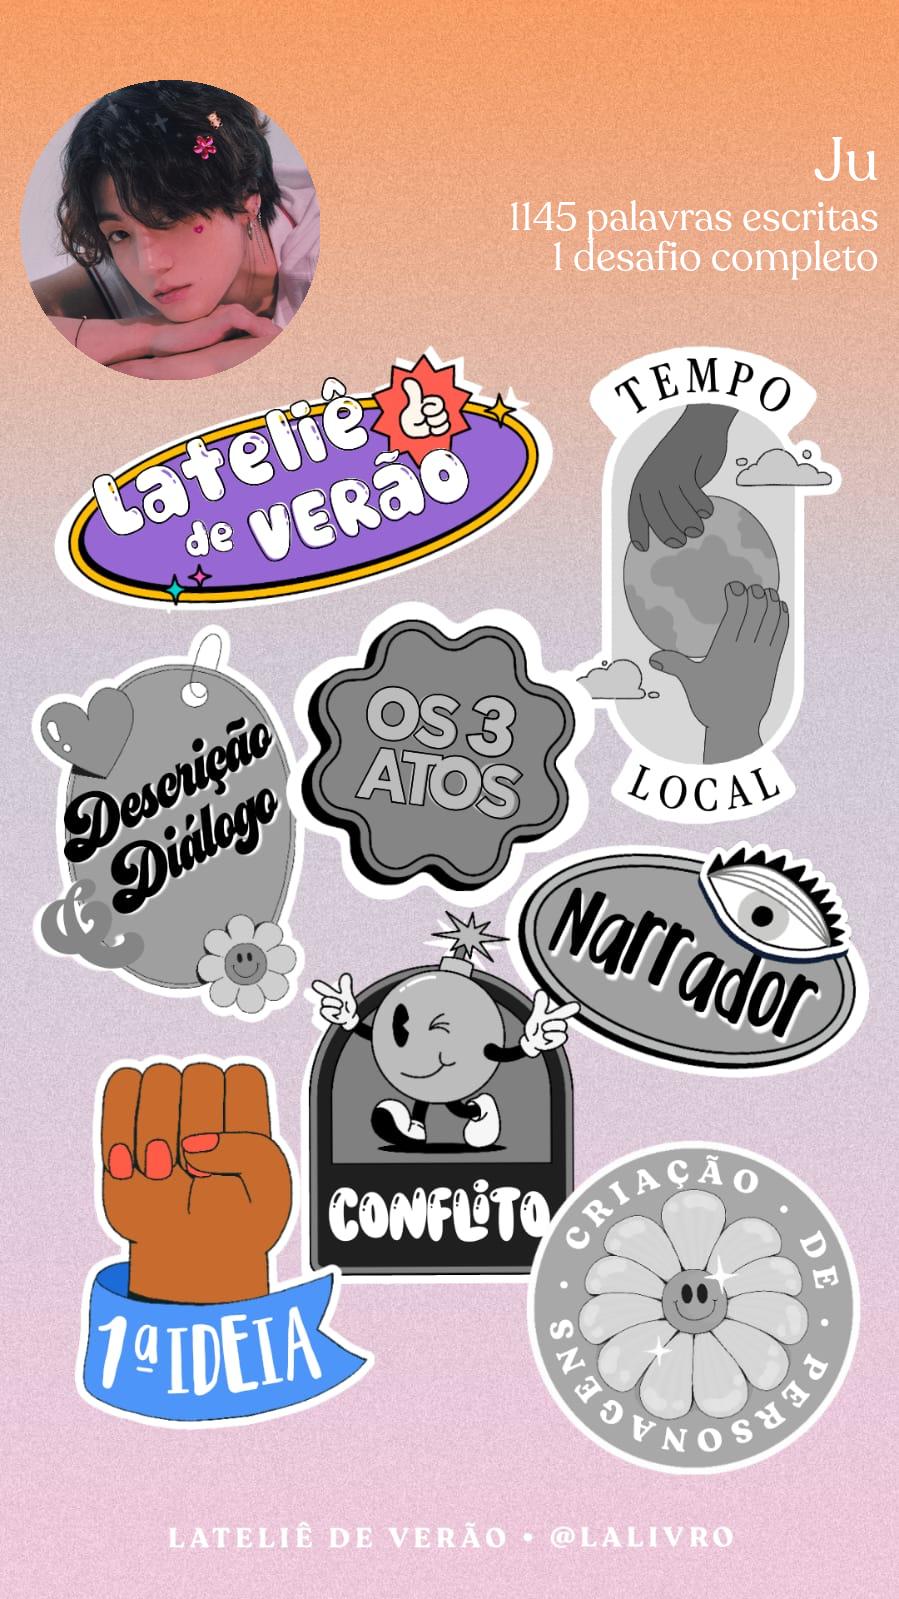 Ju
1145 palavras escritas
1 desafio completo
Lateliê
de VERÃO
TEMPO
LOCAL
OS 3
ATOS
Descrição
&
Diálogo
Narrador
CONFLITO
1ª IDEIA
CRIAÇÃO · DE · PERSONAGENS ·
LATELIÊ DE VERÃO • @LALIVRO